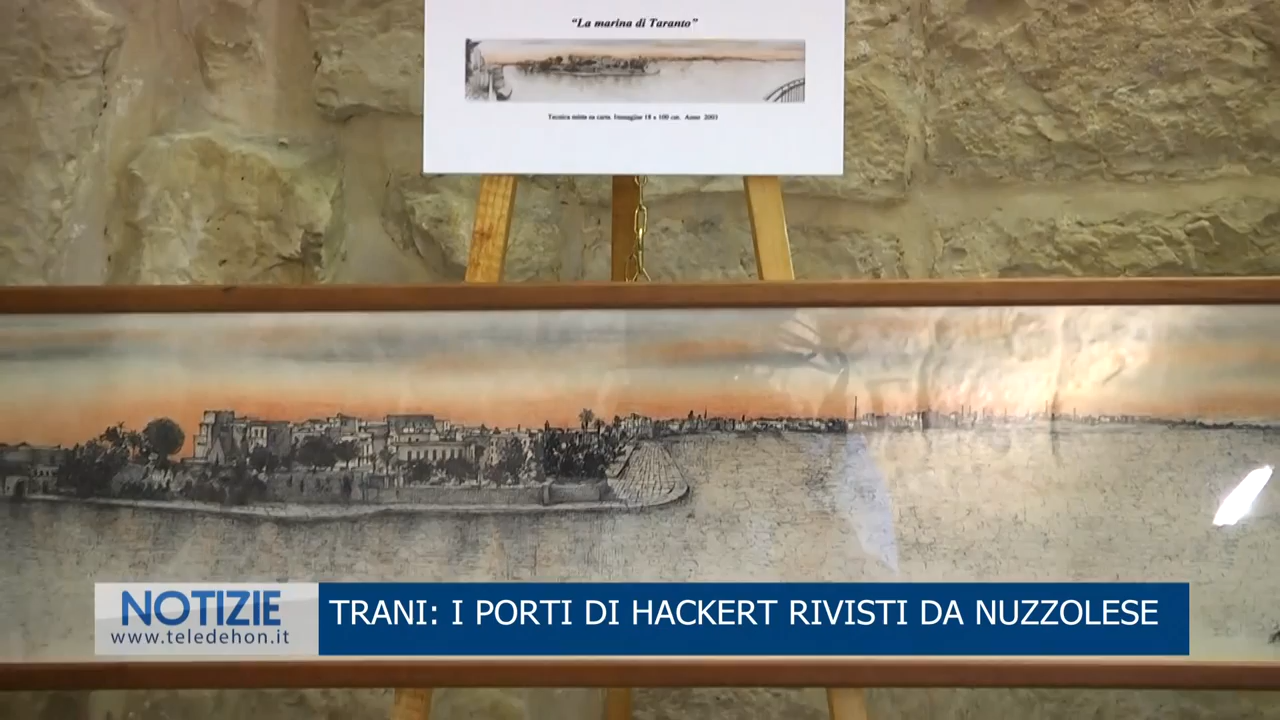 "La marina di Taranto"
Tecnica mista su carta. Immagine 18 x 100 cm. Anno 2003
NOTIZIE
www.teledehon.it
TRANI: I PORTI DI HACKERT RIVISTI DA NUZZOLESE